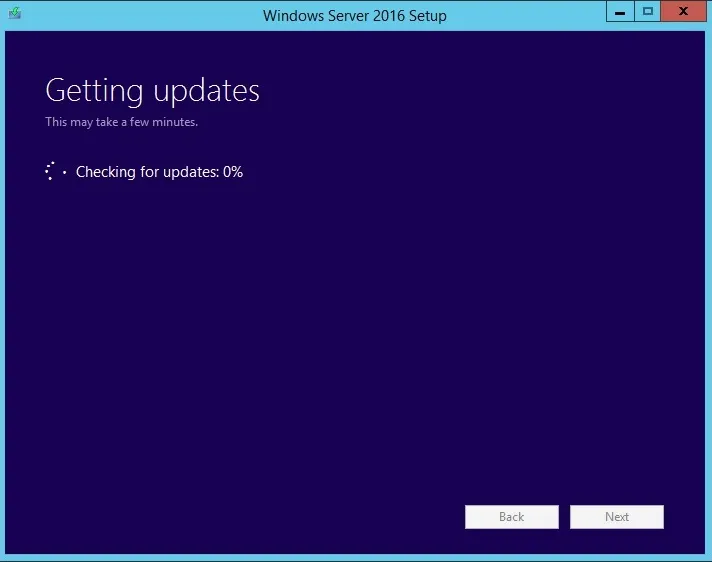 Windows Server 2016 Setup
Getting updates
This may take a few minutes.
Checking for updates: 0%
Back Next